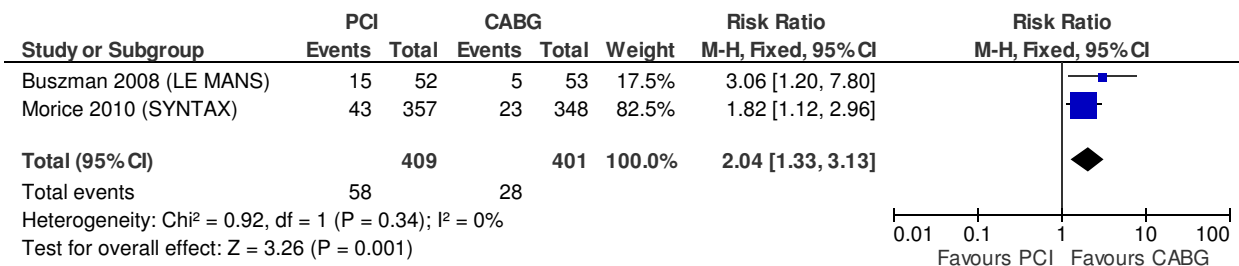 PCI CABG Risk Ratio Risk Ratio
Study or Subgroup Events Total Events Total Weight M-H, Fixed, 95% CI M-H, Fixed, 95% CI
Buszman 2008 (LE MANS) 15 52 5 53 17.5% 3.06 [1.20, 7.80]
Morice 2010 (SYNTAX) 43 357 23 348 82.5% 1.82 [1.12, 2.96]
Total (95% CI) 409 401 100.0% 2.04 [1.33, 3.13]
Total events 58 28
Heterogeneity: Chi² = 0.92, df = 1 (P = 0.34); I² = 0%
Test for overall effect: Z = 3.26 (P = 0.001)
0.01 0.1 1 10 100
Favours PCI Favours CABG